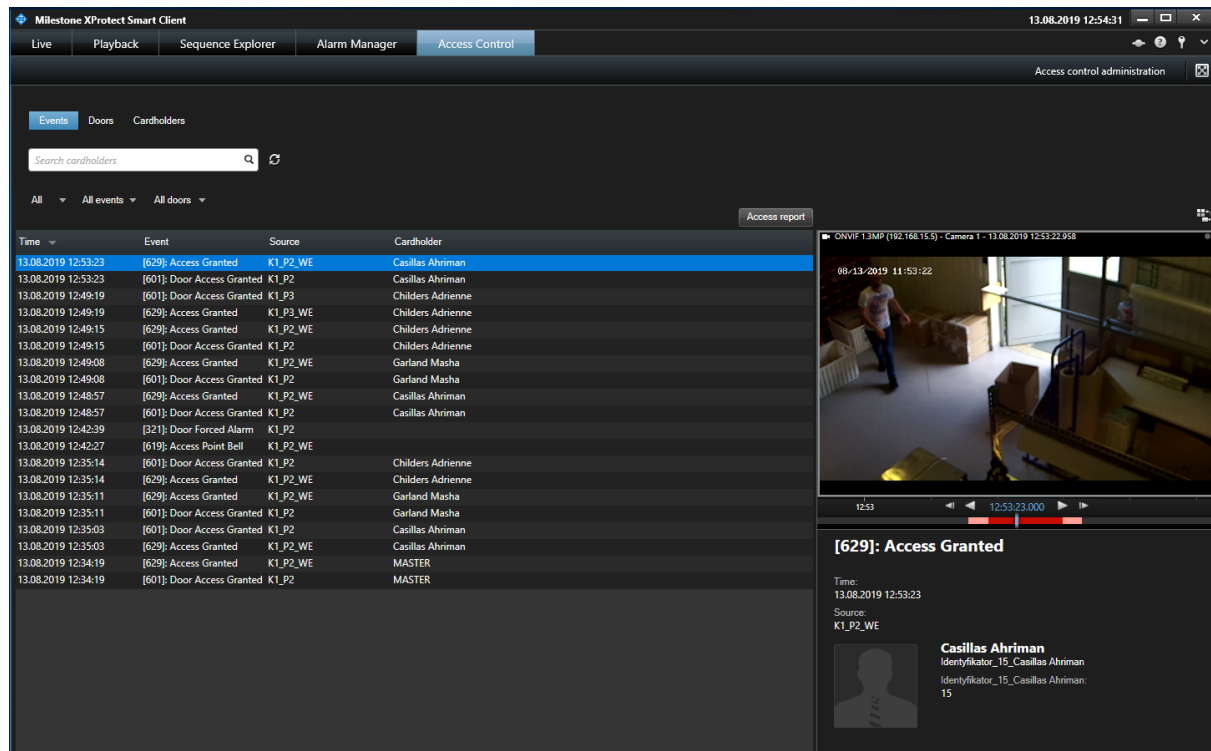 Milestone XProtect Smart Client 13.08.2019 12:54:31
Live Playback Sequence Explorer Alarm Manager Access Control
Access control administration
Events Doors Cardholders
Search cardholders
All All events All doors
Access report
Time Event Source Cardholder
13.08.2019 12:53:23 [629]: Access Granted K1_P2_WE Casillas Ahriman
13.08.2019 12:53:23 [601]: Door Access Granted K1_P2 Casillas Ahriman
13.08.2019 12:49:19 [601]: Door Access Granted K1_P3 Childers Adrienne
13.08.2019 12:49:19 [629]: Access Granted K1_P3_WE Childers Adrienne
13.08.2019 12:49:15 [629]: Access Granted K1_P2_WE Childers Adrienne
13.08.2019 12:49:15 [601]: Door Access Granted K1_P2 Childers Adrienne
13.08.2019 12:49:08 [629]: Access Granted K1_P2_WE Garland Masha
13.08.2019 12:49:08 [601]: Door Access Granted K1_P2 Garland Masha
13.08.2019 12:48:57 [629]: Access Granted K1_P2_WE Casillas Ahriman
13.08.2019 12:48:57 [601]: Door Access Granted K1_P2 Casillas Ahriman
13.08.2019 12:42:39 [321]: Door Forced Alarm K1_P2
13.08.2019 12:42:27 [619]: Access Point Bell K1_P2_WE
13.08.2019 12:35:14 [601]: Door Access Granted K1_P2 Childers Adrienne
13.08.2019 12:35:14 [629]: Access Granted K1_P2_WE Childers Adrienne
13.08.2019 12:35:11 [629]: Access Granted K1_P2_WE Garland Masha
13.08.2019 12:35:11 [601]: Door Access Granted K1_P2 Garland Masha
13.08.2019 12:35:03 [601]: Door Access Granted K1_P2 Casillas Ahriman
13.08.2019 12:35:03 [629]: Access Granted K1_P2_WE Casillas Ahriman
13.08.2019 12:34:19 [629]: Access Granted K1_P2_WE MASTER
13.08.2019 12:34:19 [601]: Door Access Granted K1_P2 MASTER
ONVIF 1.3MP (192.168.15.5) - Camera 1 - 13.08.2019 12:53:22.958
08/13/2019 11:53:22
12:53 12:53:23.000
[629]: Access Granted
Time:
13.08.2019 12:53:23
Source:
K1_P2_WE
Casillas Ahriman
Identyfikator_15_Casillas Ahriman
Identyfikator_15_Casillas Ahriman:
15